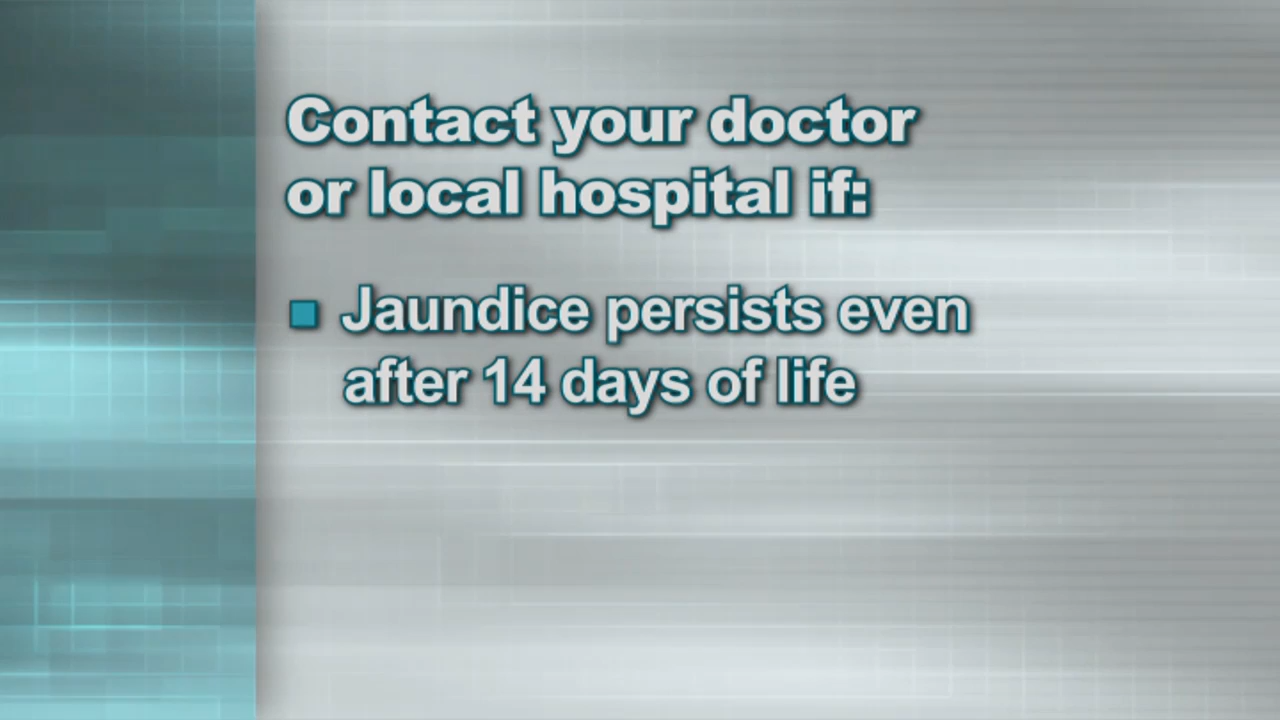 Contact your doctor
or local hospital if:
Jaundice persists even
after 14 days of life